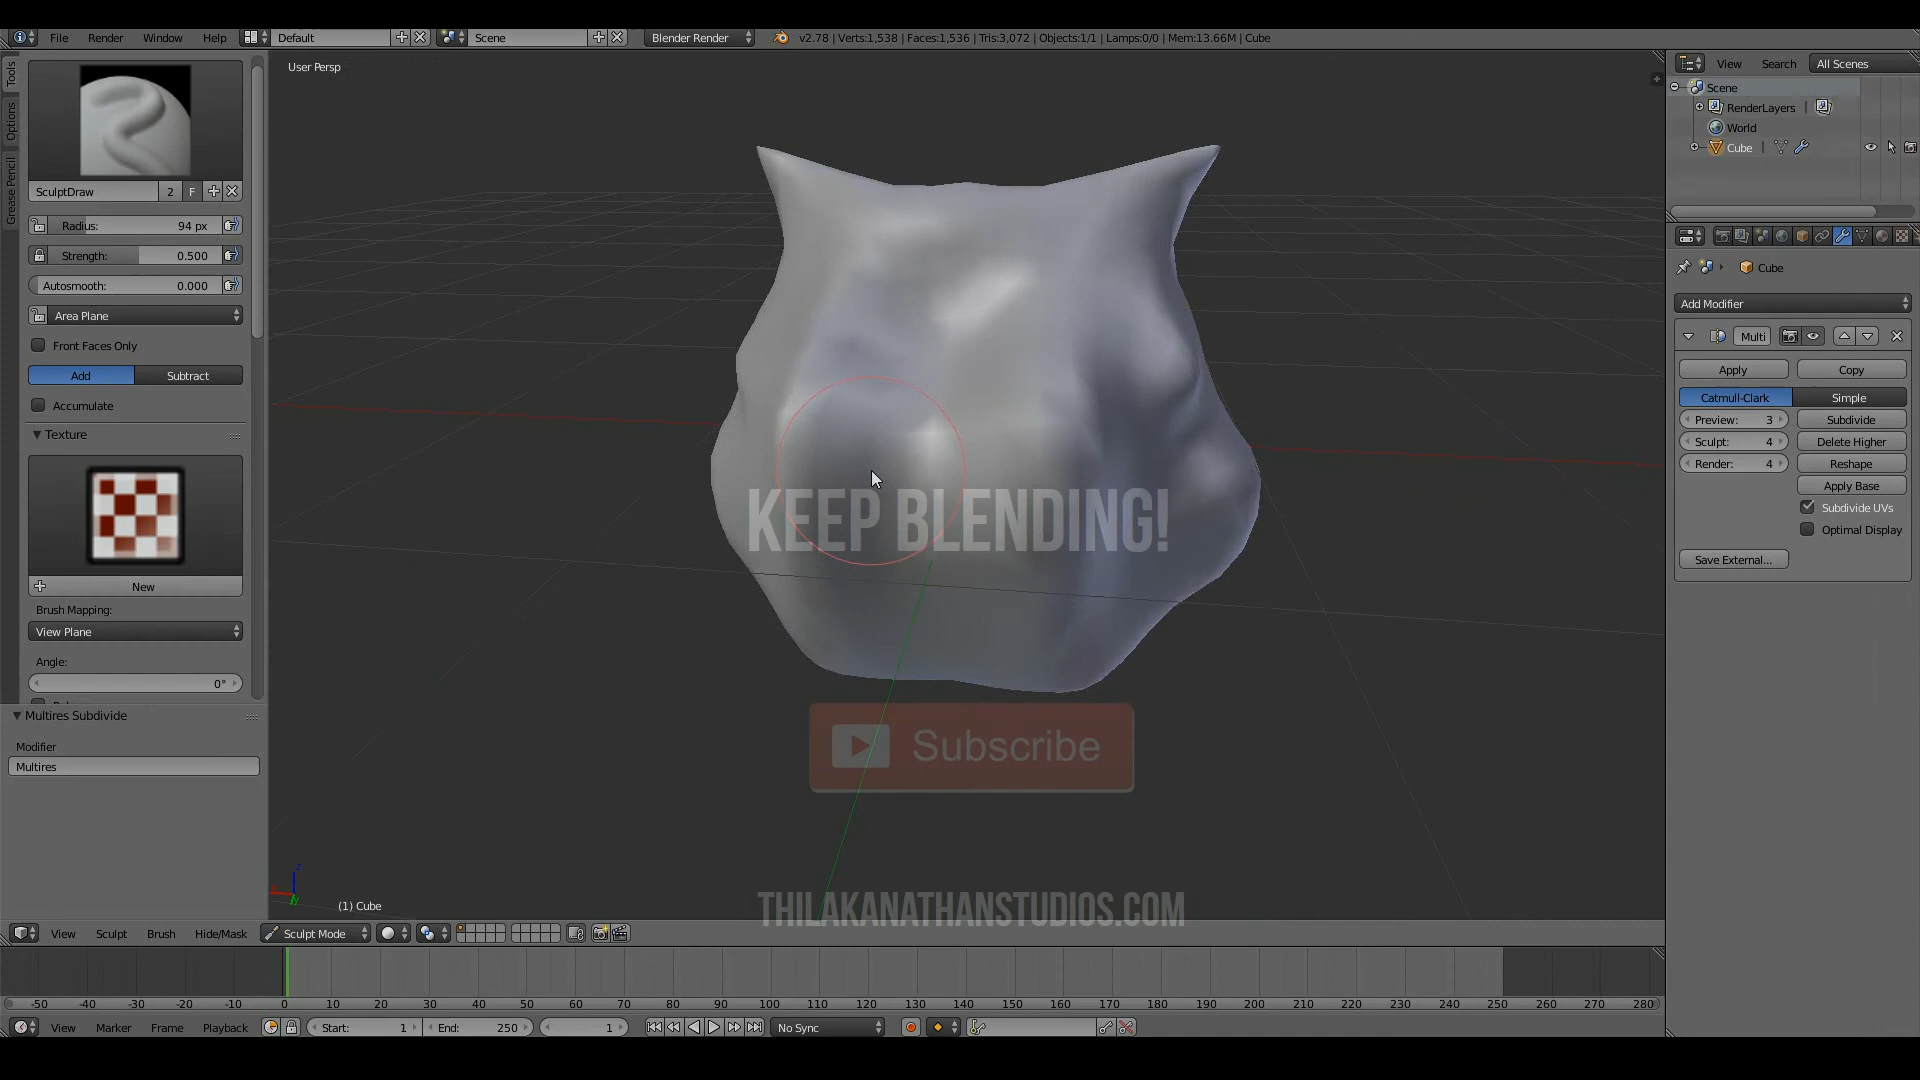 File Render Window Help Default Scene Blender Render v2.78 | Verts:1,538 | Faces:1,536 | Tris:3,072 | Objects:1/1 | Lamps:0/0 | Mem:13.66M | Cube
Tools
Options
Grease Pencil
SculptDraw 2 F
Radius: 94 px
Strength: 0.500
Autosmooth: 0.000
Area Plane
Front Faces Only
Add Subtract
Accumulate
Texture
New
Brush Mapping:
View Plane
Angle:
0°
Multires Subdivide
Modifier
Multires
User Persp
KEEP BLENDING!
Subscribe
THILAKANATHANSTUDIOS.COM
z
y
(1) Cube
View Search All Scenes
Scene
RenderLayers |
World
Cube |
Cube
Add Modifier
Multi
Apply Copy
Catmull-Clark Simple
Preview: 3 Subdivide
Sculpt: 4 Delete Higher
Render: 4 Reshape
Apply Base
Subdivide UVs
Optimal Display
Save External...
View Sculpt Brush Hide/Mask Sculpt Mode
-50 -40 -30 -20 -10 0 10 20 30 40 50 60 70 80 90 100 110 120 130 140 150 160 170 180 190 200 210 220 230 240 250 260 270 280
View Marker Frame Playback Start: 1 End: 250 1 No Sync